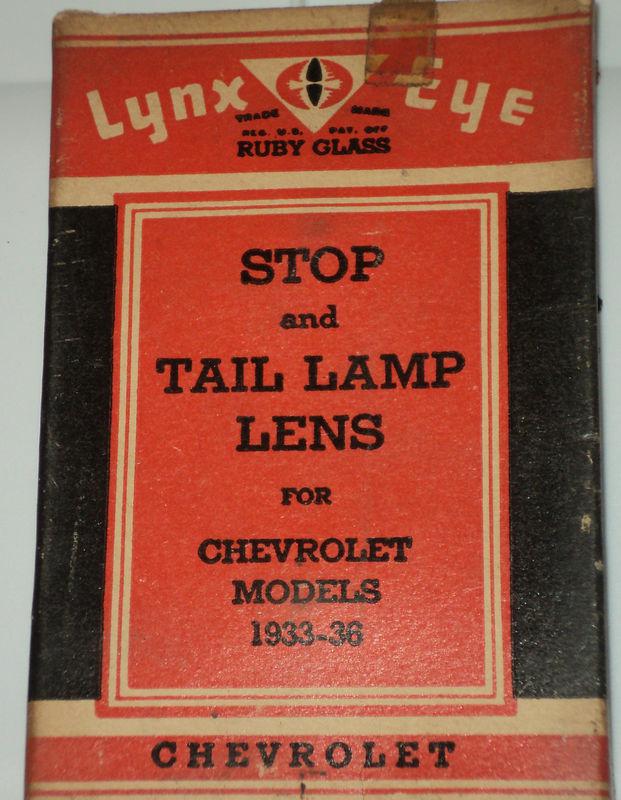 Lynx Eye
TRADE MARK
REG. U.S. PAT. OFF
RUBY GLASS
STOP
and
TAIL LAMP
LENS
FOR
CHEVROLET
MODELS
1933-36
CHEVROLET